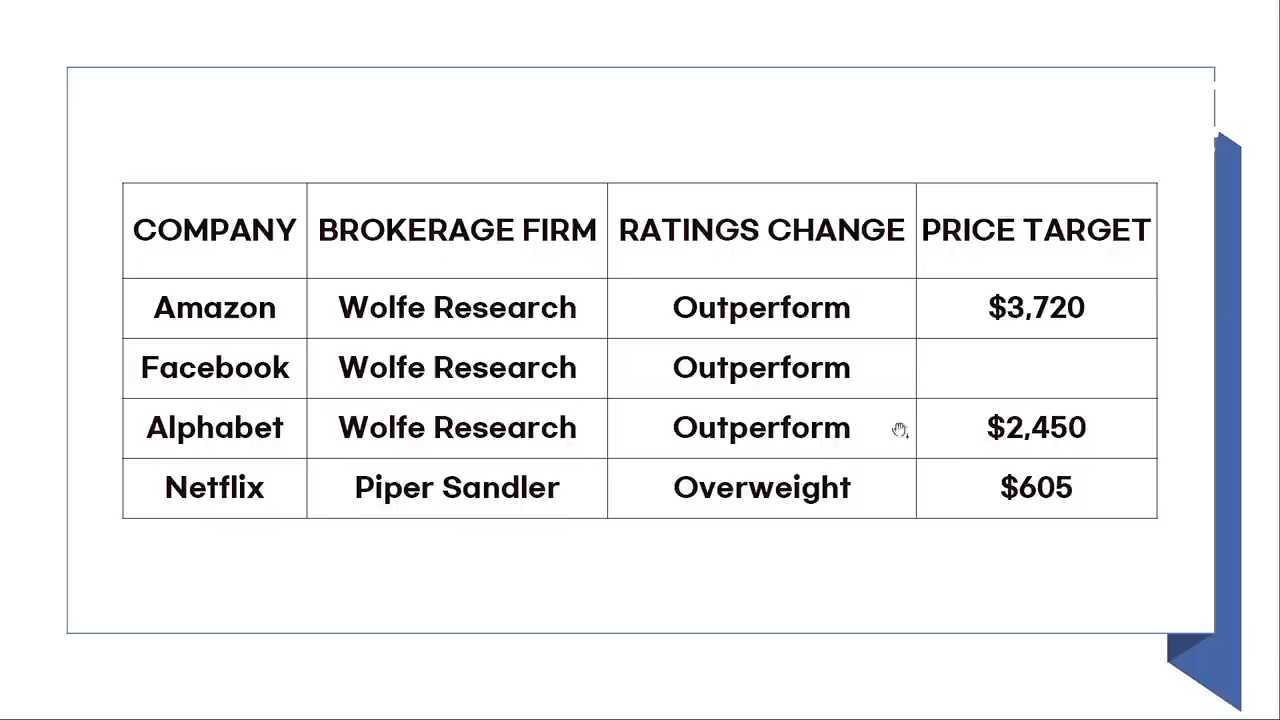 COMPANY BROKERAGE FIRM RATINGS CHANGE PRICE TARGET
Amazon Wolfe Research Outperform $3,720
Facebook Wolfe Research Outperform
Alphabet Wolfe Research Outperform $2,450
Netflix Piper Sandler Overweight $605